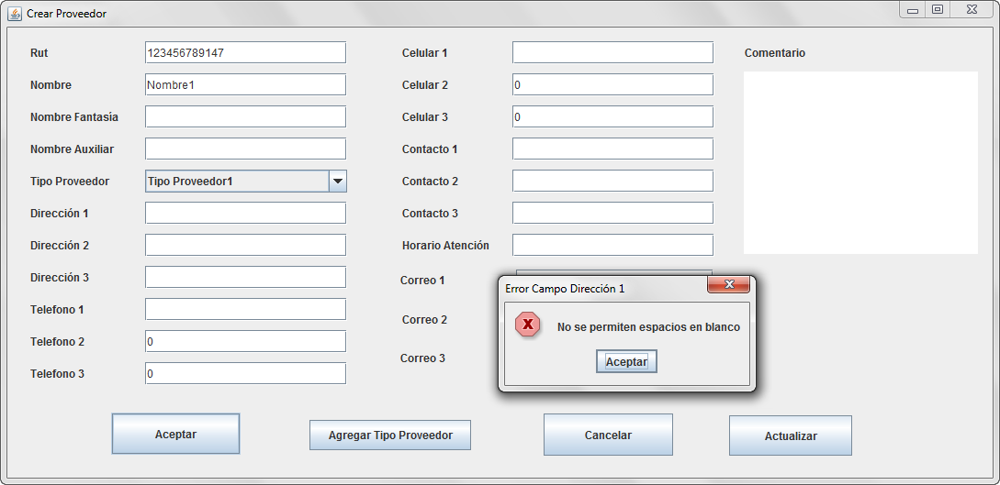 Crear Proveedor
Rut 123456789147
Nombre Nombre1
Nombre Fantasía
Nombre Auxiliar
Tipo Proveedor Tipo Proveedor1
Dirección 1
Dirección 2
Dirección 3
Telefono 1
Telefono 2 0
Telefono 3 0
Celular 1
Celular 2 0
Celular 3 0
Contacto 1
Contacto 2
Contacto 3
Horario Atención
Correo 1
Correo 2
Correo 3
Comentario
Error Campo Dirección 1
No se permiten espacios en blanco
Aceptar
Aceptar
Agregar Tipo Proveedor
Cancelar
Actualizar